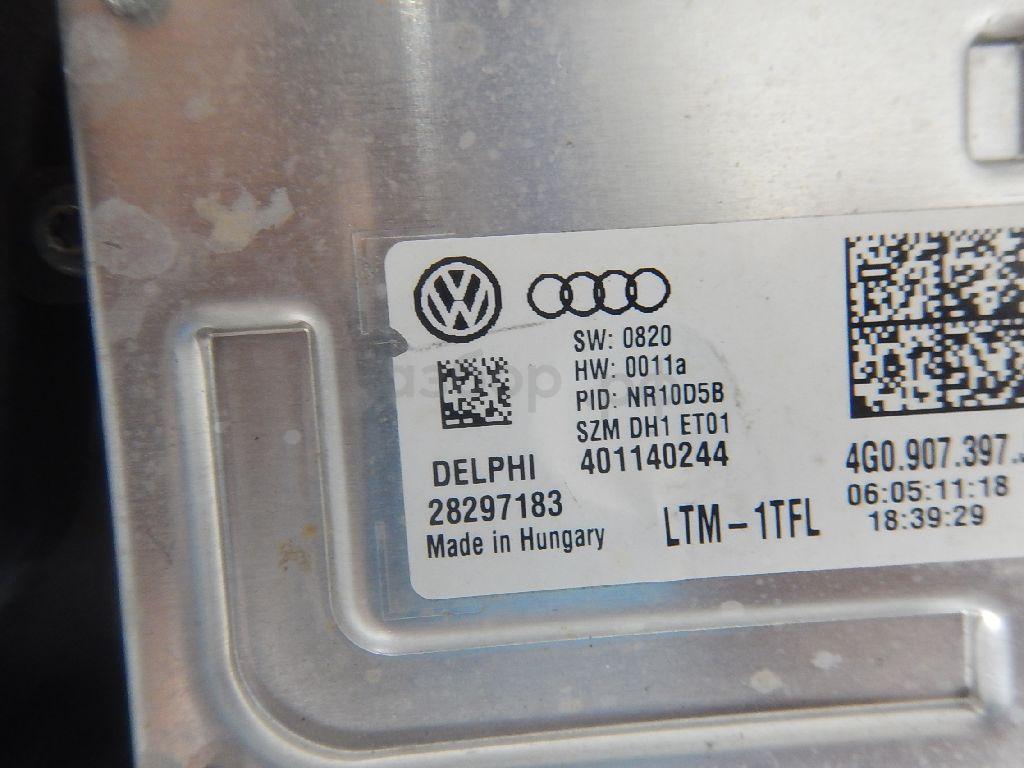 SW: 0820
HW: 0011a
PID: NR10D5B
SZM DH1 ET01
DELPHI 401140244
28297183
Made in Hungary
LTM-1TFL
4G0.907.397.
06:05:11:18
18:39:29